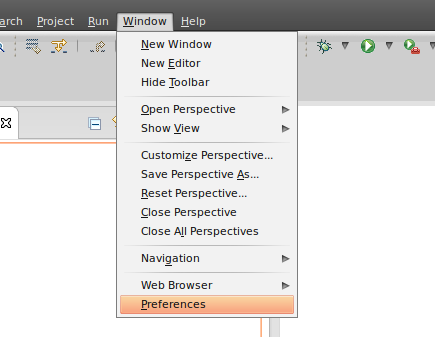 arch Project Run Window Help
New Window
New Editor
Hide Toolbar
Open Perspective
Show View
Customize Perspective...
Save Perspective As...
Reset Perspective...
Close Perspective
Close All Perspectives
Navigation
Web Browser
Preferences